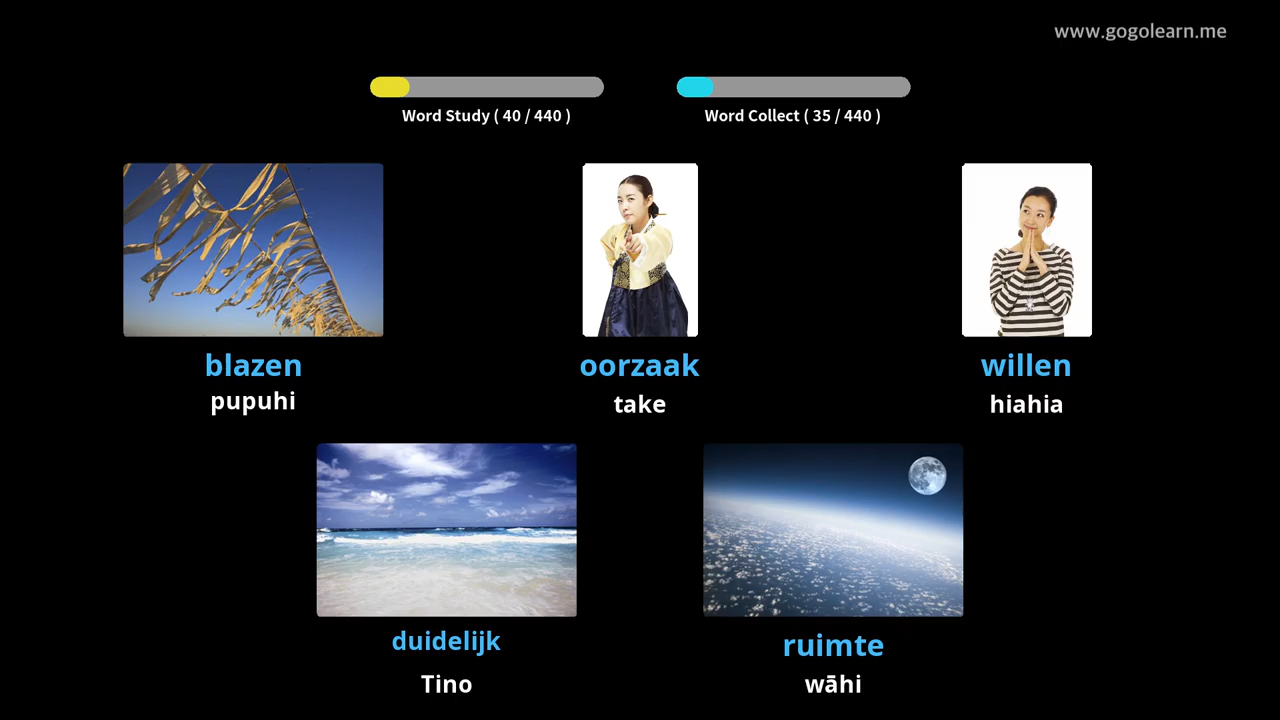 www.gogolearn.me
Word Study ( 40 / 440 )
Word Collect ( 35 / 440 )
blazen
pupuhi
oorzaak
take
willen
hiahia
duidelijk
Tino
ruimte
wāhi